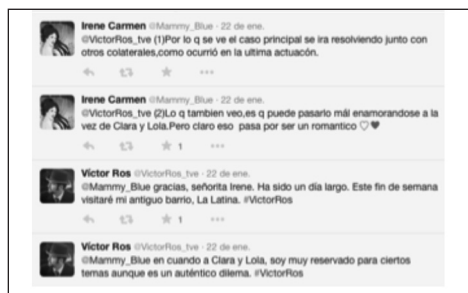 Irene Carmen @Mammy_Blue · 22 de ene.
@VictorRos_tve (1)Por lo q se ve el caso principal se ira resolviendo junto con
otros colaterales,como ocurrió en la ultima actuacón.
Irene Carmen @Mammy_Blue · 22 de ene.
@VictorRos_tve (2)Lo q tambien veo,es q puede pasarlo mál enamorandose a la
vez de Clara y Lola.Pero claro eso pasa por ser un romantico ♡♥
1
Víctor Ros @VictorRos_tve · 22 de ene.
@Mammy_Blue gracias, señorita Irene. Ha sido un día largo. Este fin de semana
visitaré mi antiguo barrio, La Latina. #VictorRos
1
Víctor Ros @VictorRos_tve · 22 de ene.
@Mammy_Blue en cuando a Clara y Lola, soy muy reservado para ciertos
temas aunque es un auténtico dilema. #VictorRos